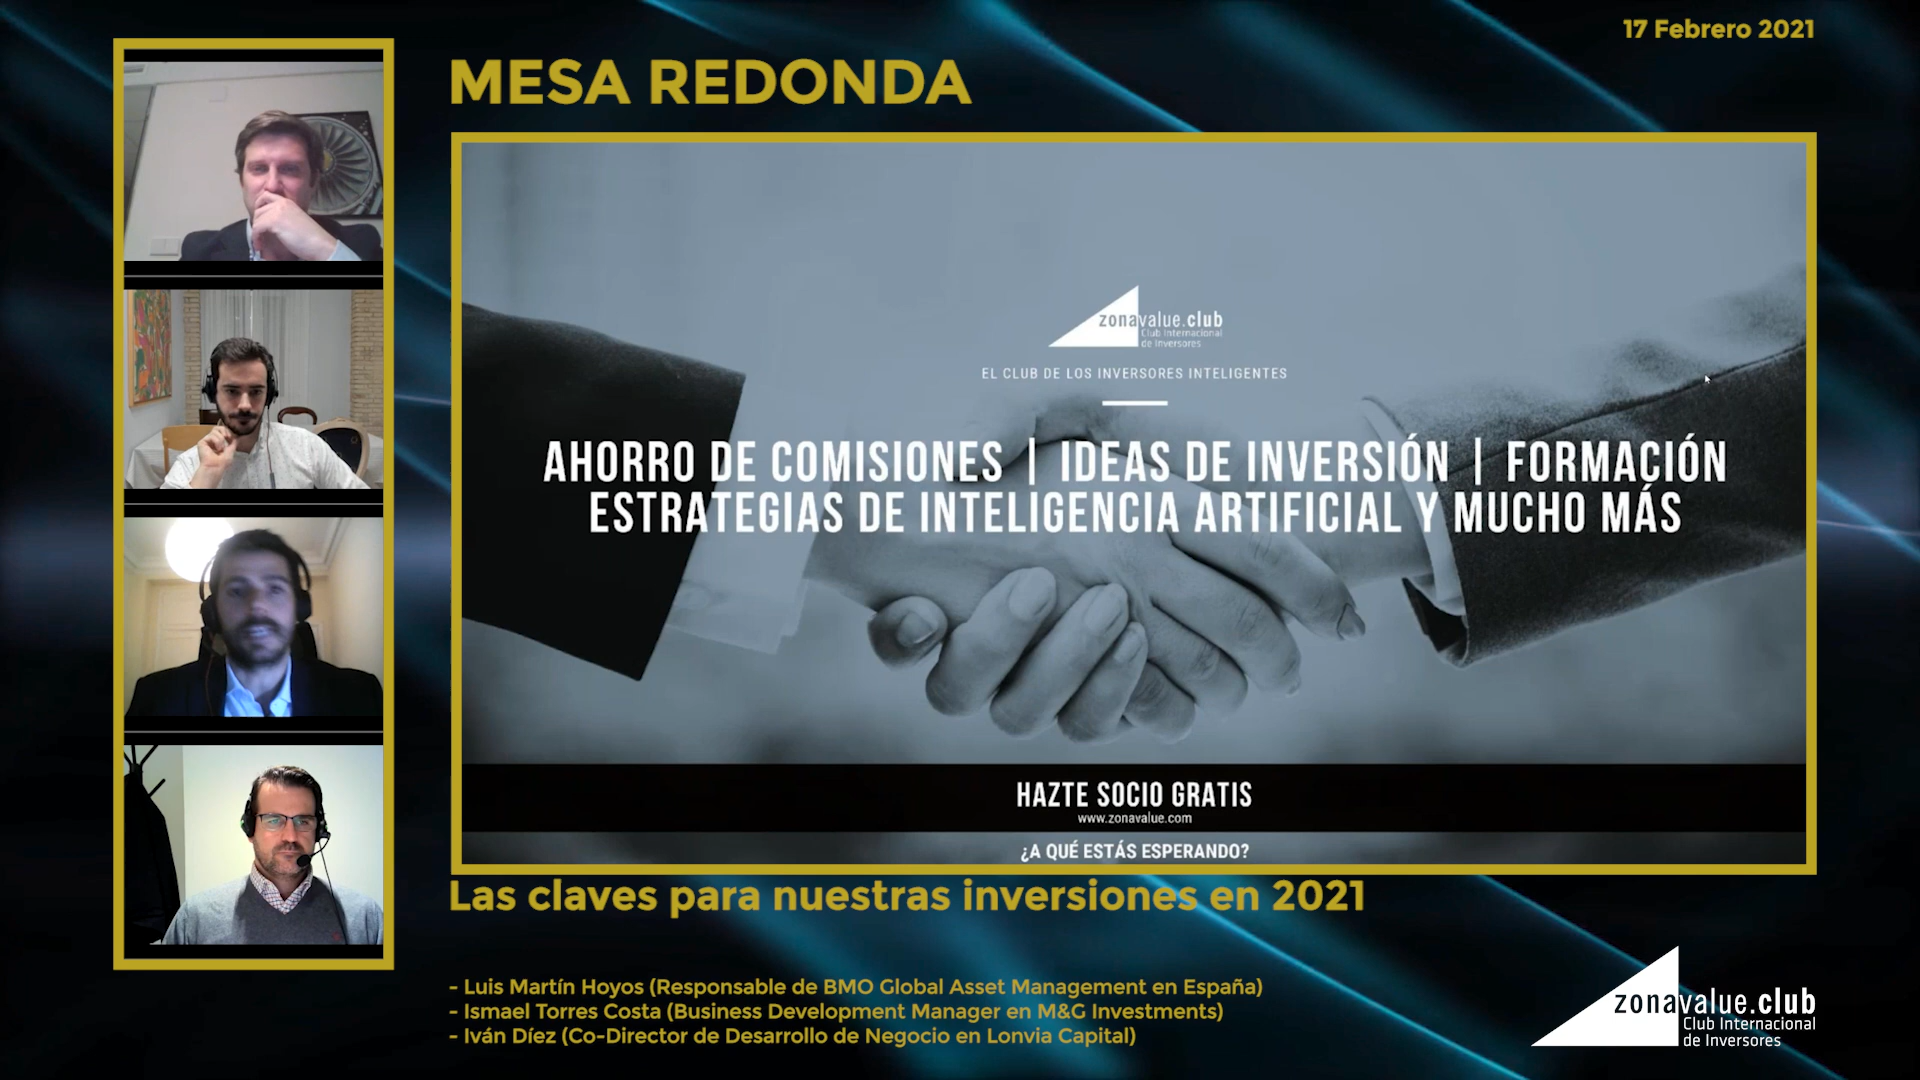 17 Febrero 2021
MESA REDONDA
zonavalue.club
Club Internacional
de Inversores
EL CLUB DE LOS INVERSORES INTELIGENTES
AHORRO DE COMISIONES | IDEAS DE INVERSIÓN | FORMACIÓN
ESTRATEGIAS DE INTELIGENCIA ARTIFICIAL Y MUCHO MÁS
HAZTE SOCIO GRATIS
www.zonavalue.com
¿A QUÉ ESTÁS ESPERANDO?
Las claves para nuestras inversiones en 2021
- Luis Martín Hoyos (Responsable de BMO Global Asset Management en España)
- Ismael Torres Costa (Business Development Manager en M&G Investments)
- Iván Díez (Co-Director de Desarrollo de Negocio en Lonvia Capital)
zonavalue.club
Club Internacional
de Inversores